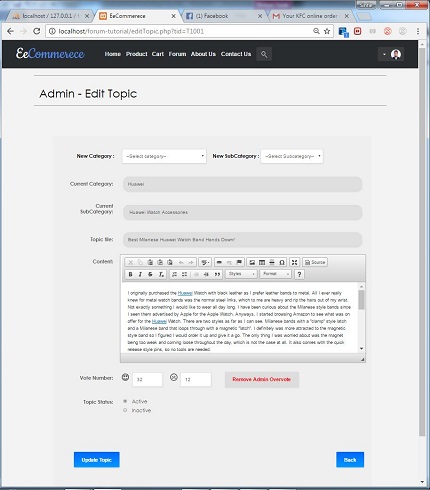 localhost / 127.0.0.1 /
EeCommerece
(1) Facebook
Your KFC online order
localhost/forum-tutorial/editTopic.php?tid=T1001
EeCommerece
Home Product Cart Forum About Us Contact Us
Admin - Edit Topic
New Category : --Select category-- New SubCategory : --Select Subcategory--
Current Category: Huawei
Current SubCategory: Huawei Watch Accessories
Topic tile: Best Milanese Huawei Watch Band Hands Down!
Content:
Source
B I S Tx Styles Format ?
I originally purchased the Huawei Watch with black leather as I prefer leather bands to metal. All I ever really
knew for metal watch bands was the normal steel links, which to me are heavy and rip the hairs out of my wrist.
Not exactly something I would like to wear all day long. I have been curious about the Milanese style bands since
I seen them advertised by Apple for the Apple Watch. Anyways, I started browsing Amazon to see what was on
offer for the Huawei Watch. There are two styles as far as I can see. Milanese bands with a "clamp" style latch
and a Milanese band that loops through with a magnetic "latch". I definitely was more attracted to the magnetic
style band so I figured I would order it up and give it a go. The only thing I was worried about was the magnet
being too weak and coming loose throughout the day, which is not the case at all. It also comes with the quick
release style pins, so no tools are needed.
Vote Number: 32 12 Remove Admin Overvote
Topic Status: Active
Inactive
Update Topic Back